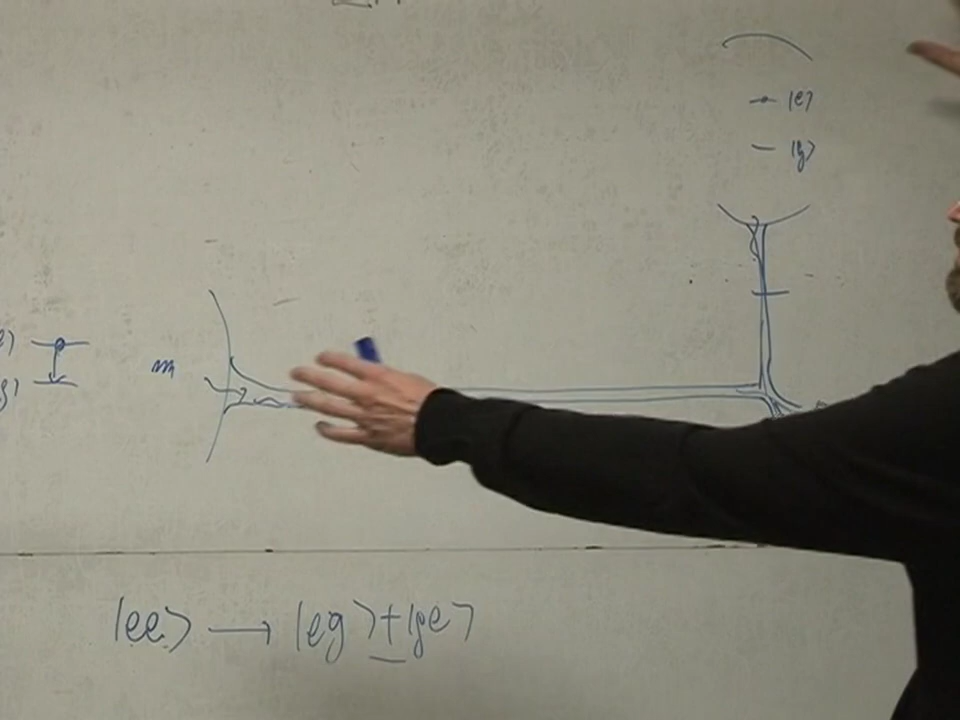 |e⟩
|g⟩
|ee⟩ → |eg⟩ ± |ge⟩